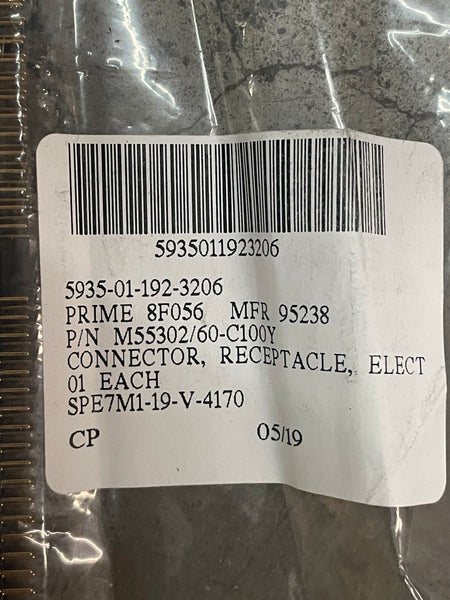 5935011923206
5935-01-192-3206
PRIME 8F056 MFR 95238
P/N M55302/60-C100Y
CONNECTOR, RECEPTACLE, ELECT
01 EACH
SPE7M1-19-V-4170
CP 05/19